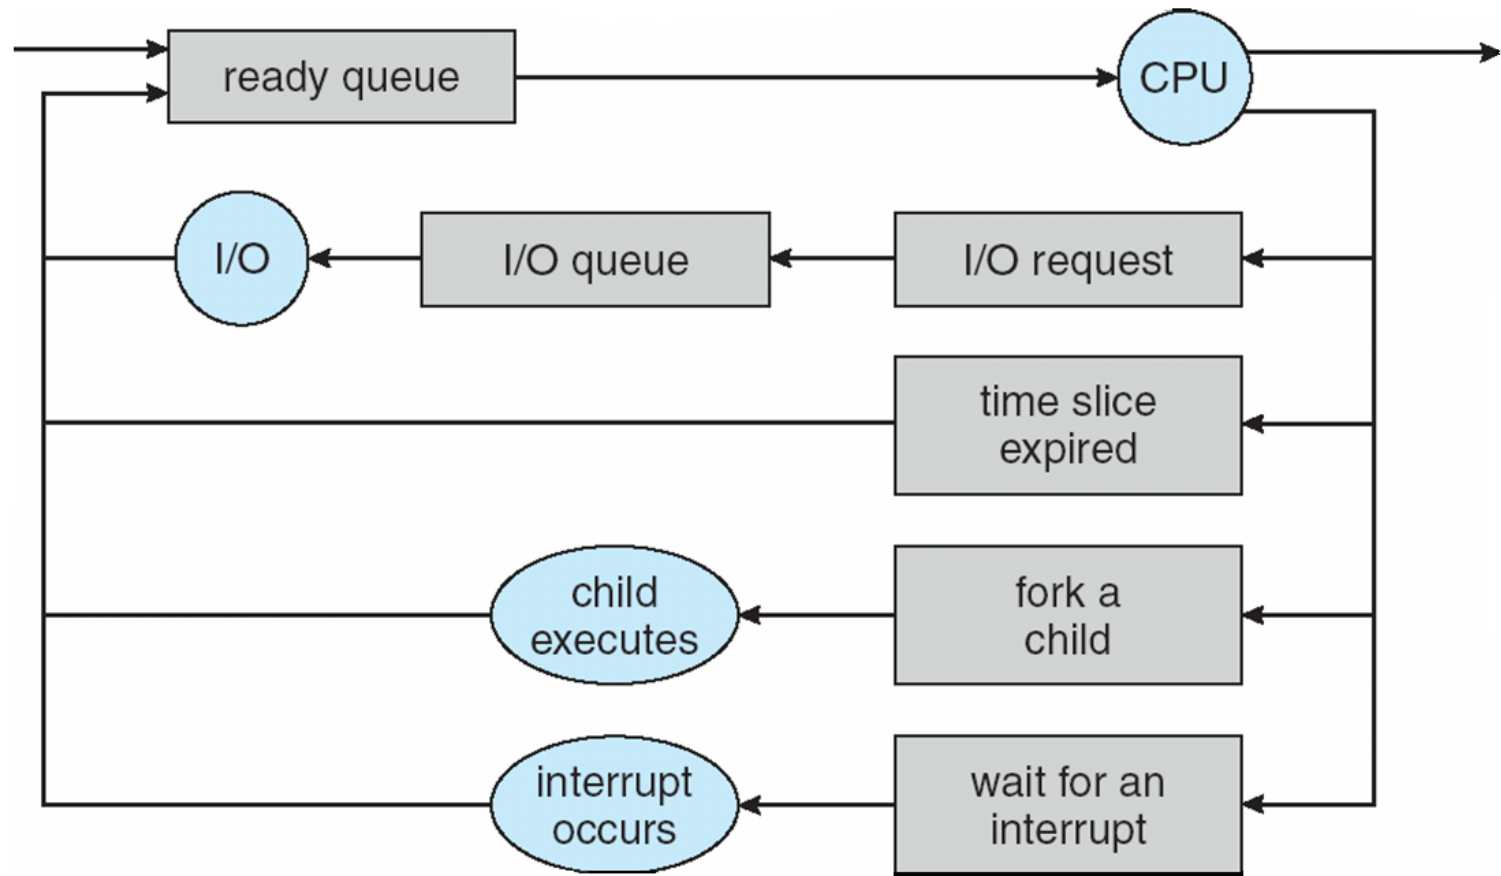 ready queue
CPU
I/O
I/O queue
I/O request
time slice
expired
child
executes
fork a
child
interrupt
occurs
wait for an
interrupt